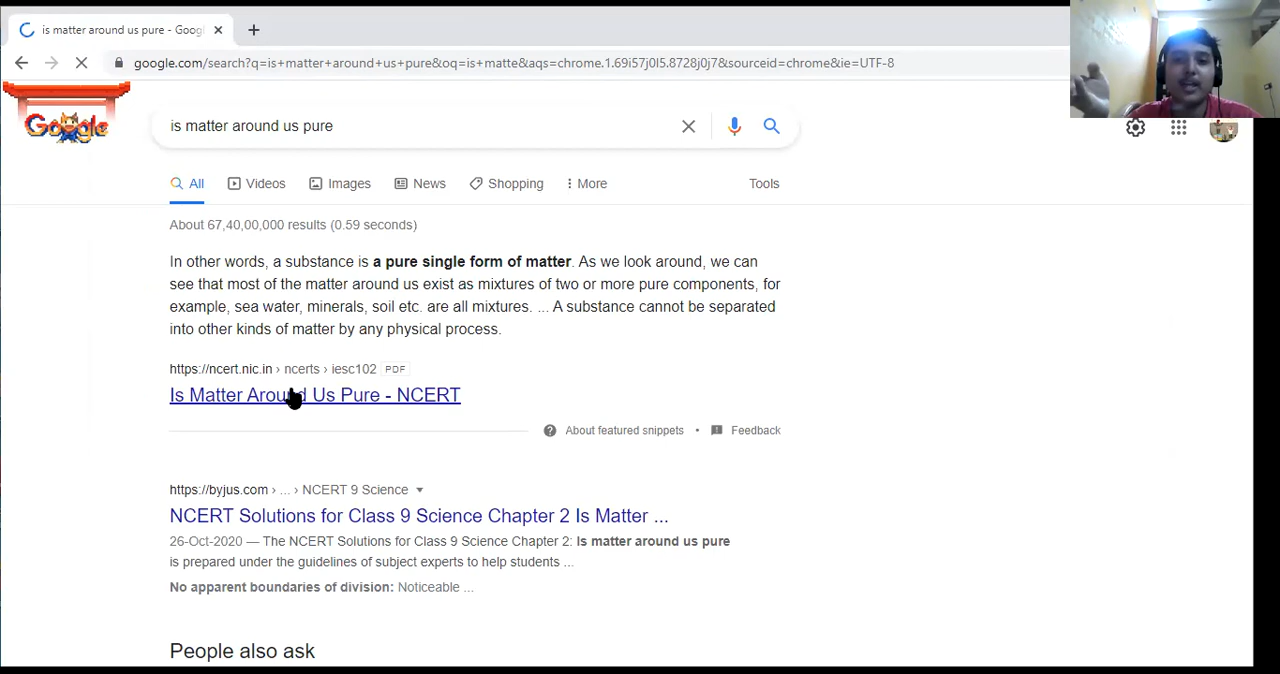 is matter around us pure - Googl
google.com/search?q=is+matter+around+us+pure&oq=is+matte&aqs=chrome.1.69i57j0l5.8728j0j7&sourceid=chrome&ie=UTF-8
Google
is matter around us pure
All Videos Images News Shopping More Tools
About 67,40,00,000 results (0.59 seconds)
In other words, a substance is a pure single form of matter. As we look around, we can
see that most of the matter around us exist as mixtures of two or more pure components, for
example, sea water, minerals, soil etc. are all mixtures. ... A substance cannot be separated
into other kinds of matter by any physical process.
https://ncert.nic.in › ncerts › iesc102 PDF
Is Matter Around Us Pure - NCERT
About featured snippets • Feedback
https://byjus.com › ... › NCERT 9 Science
NCERT Solutions for Class 9 Science Chapter 2 Is Matter ...
26-Oct-2020 — The NCERT Solutions for Class 9 Science Chapter 2: Is matter around us pure
is prepared under the guidelines of subject experts to help students ...
No apparent boundaries of division: Noticeable ...
People also ask